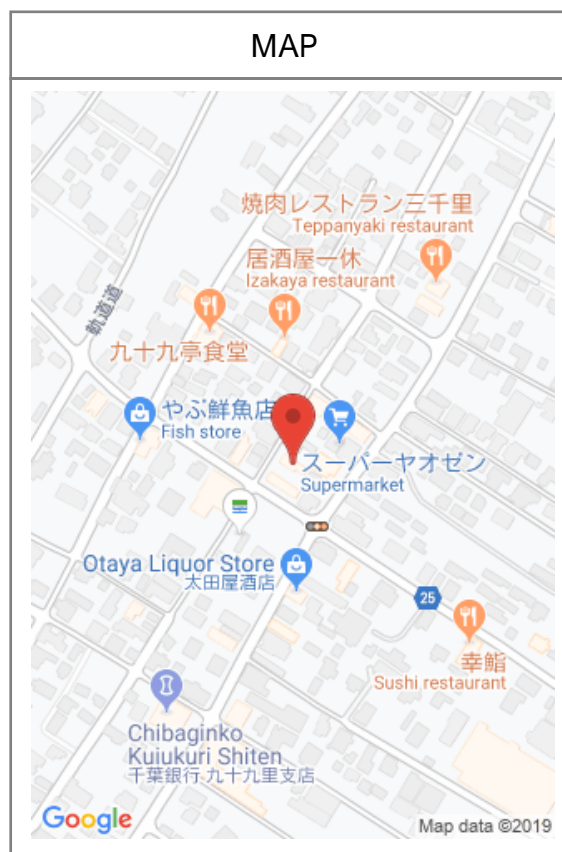 MAP
焼肉レストラン三千里
Teppanyaki restaurant
居酒屋一休
Izakaya restaurant
軌道道
九十九亭食堂
やぶ鮮魚店
Fish store
スーパーヤオゼン
Supermarket
Otaya Liquor Store
太田屋酒店
25
幸鮨
Sushi restaurant
Chibaginko
Kujukuri Shiten
千葉銀行 九十九里支店
Google
Map data ©2019